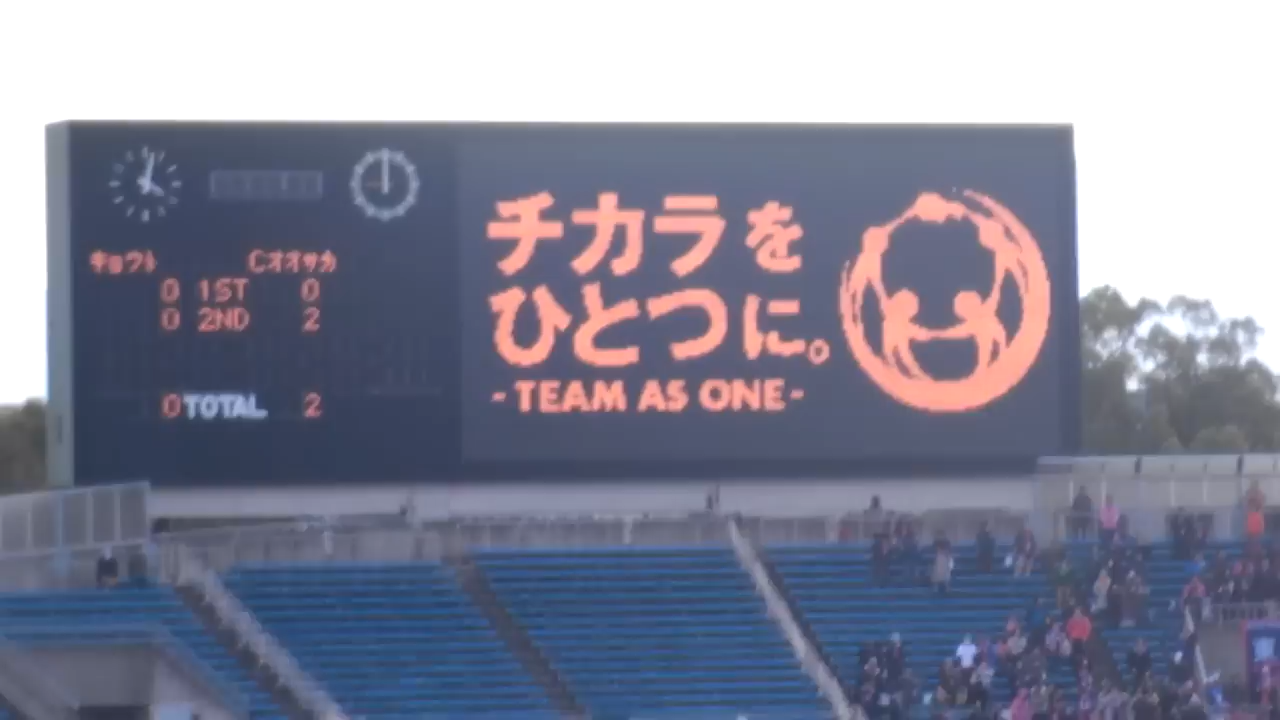 キョウト Cオオサカ
0 1ST 0
0 2ND 2
0 TOTAL 2
チカラを
ひとつに。
-TEAM AS ONE-